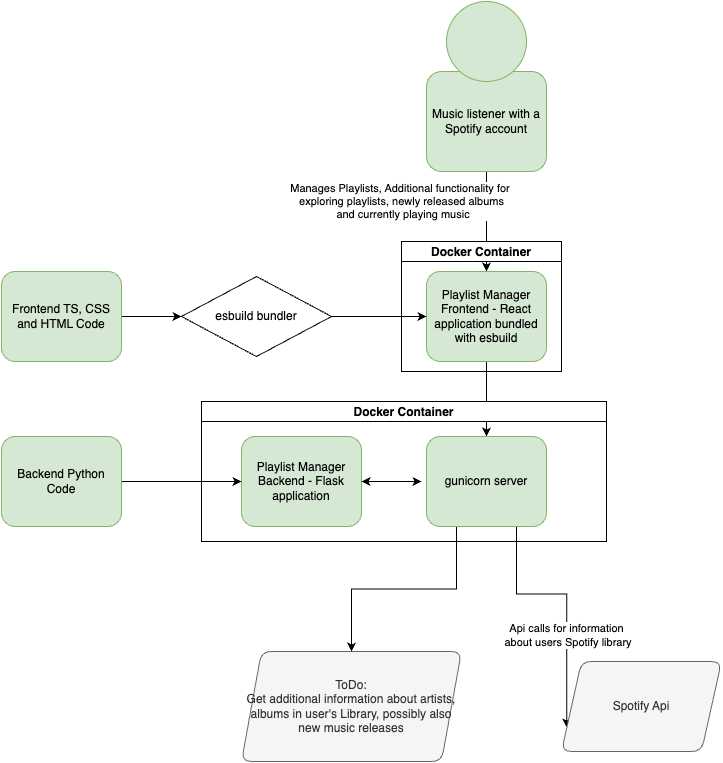 Music listener with a
Spotify account
Manages Playlists, Additional functionality for
exploring playlists, newly released albums
and currently playing music
Docker Container
Frontend TS, CSS
and HTML Code
esbuild bundler
Playlist Manager
Frontend - React
application bundled
with esbuild
Docker Container
Backend Python
Code
Playlist Manager
Backend - Flask
application
gunicorn server
Api calls for information
about users Spotify library
ToDo:
Get additional information about artists,
albums in user's Library, possibly also
new music releases
Spotify Api